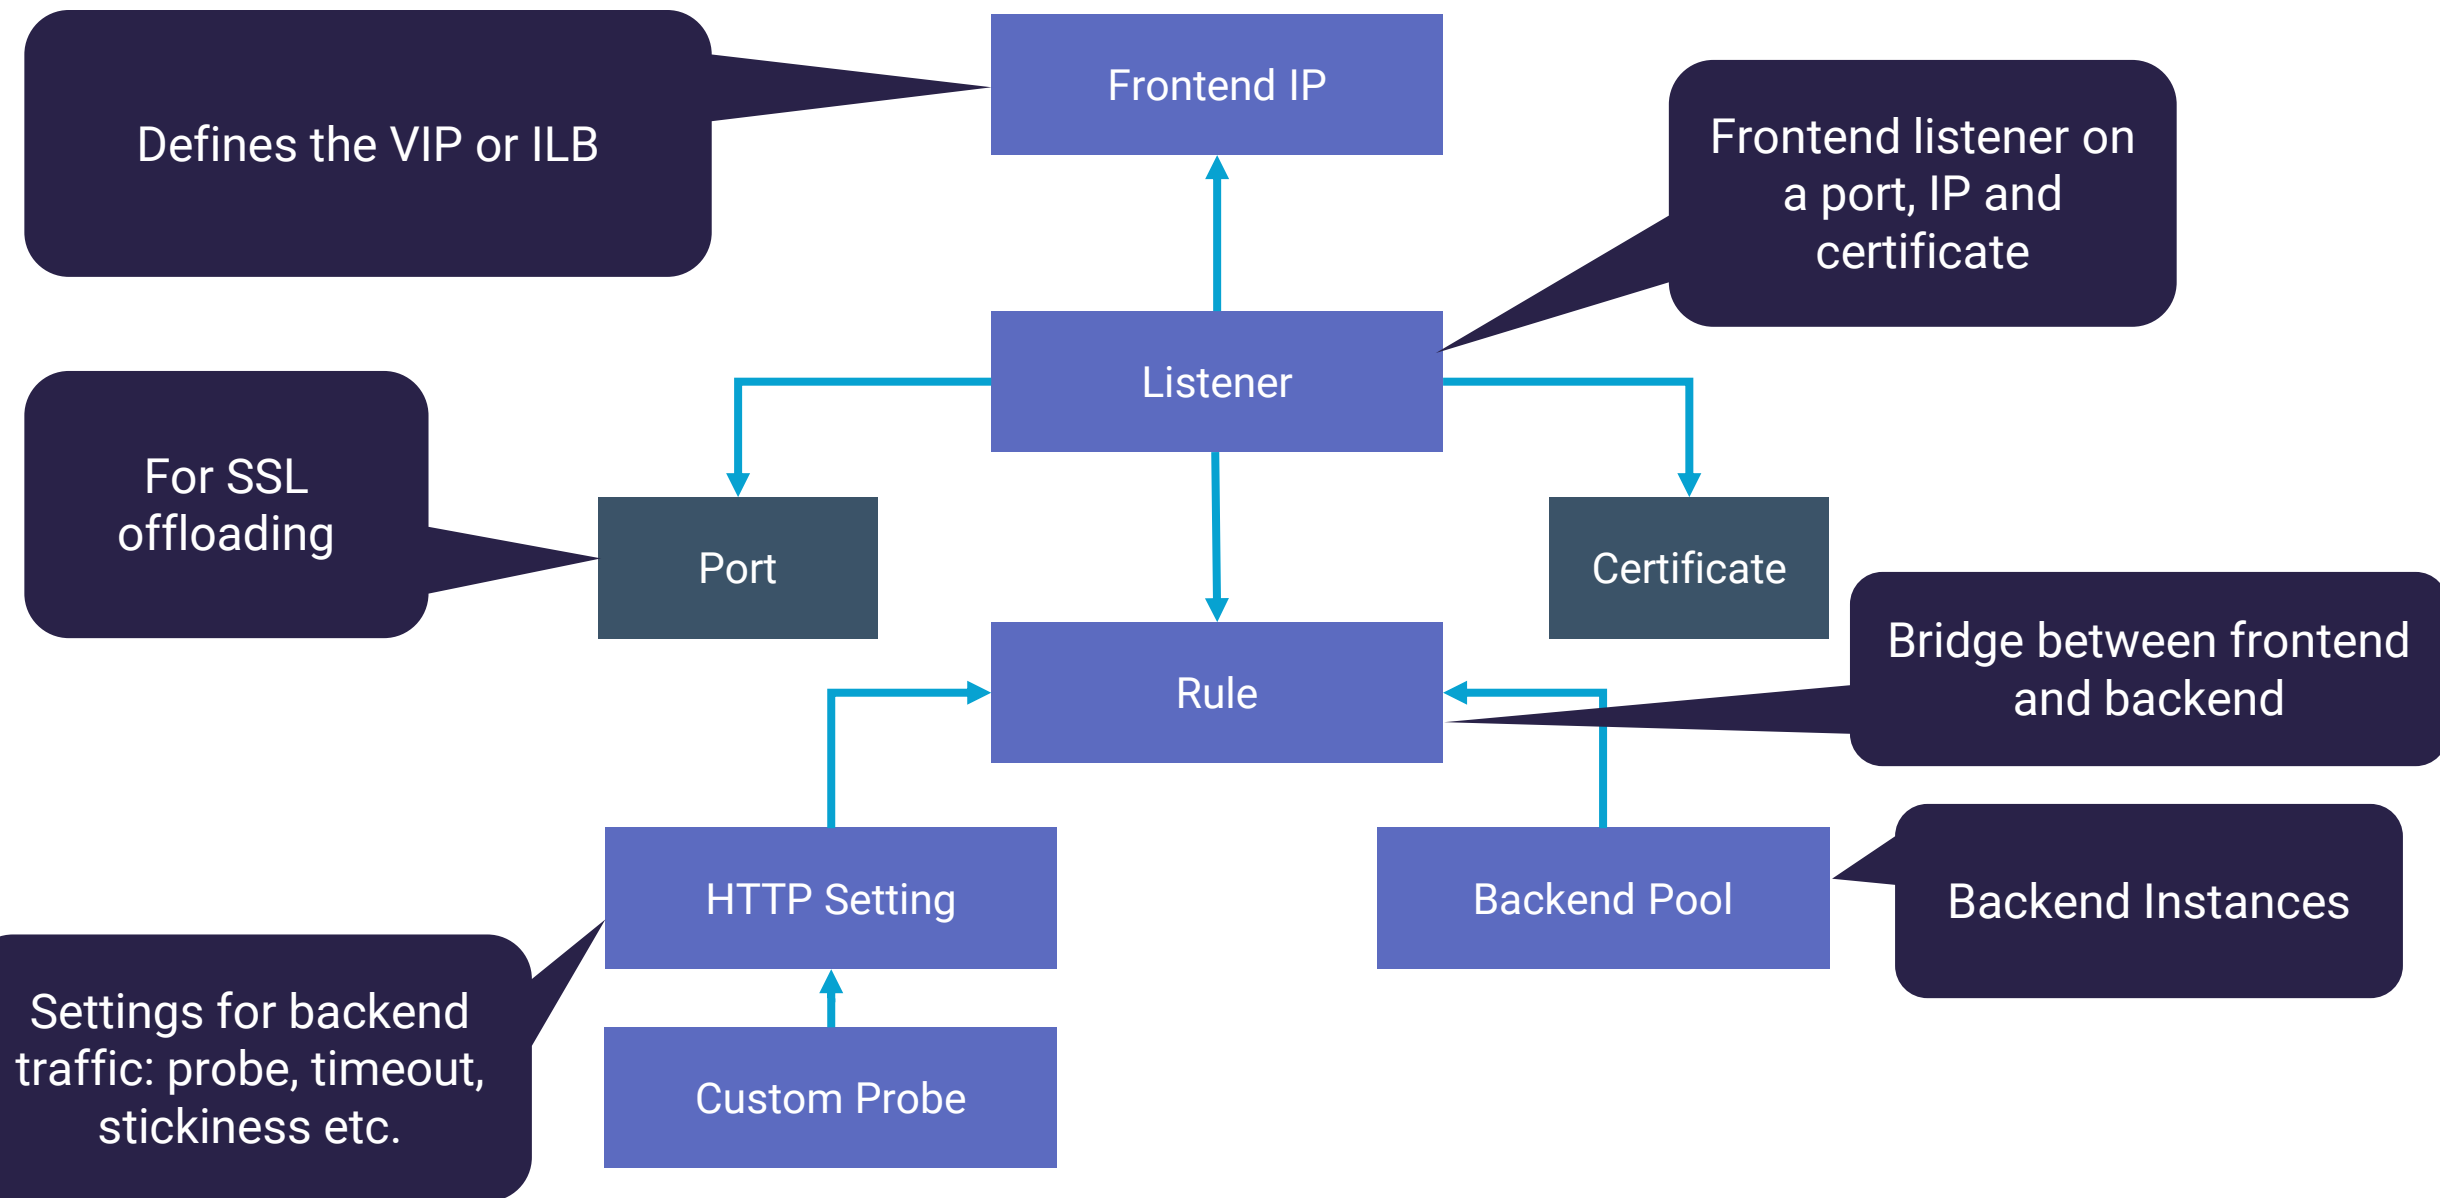 Frontend IP
Defines the VIP or ILB
Frontend listener on
a port, IP and
certificate
Listener
For SSL
offloading
Port
Certificate
Bridge between frontend
and backend
Rule
HTTP Setting
Backend Pool
Backend Instances
Settings for backend
traffic: probe, timeout,
stickiness etc.
Custom Probe